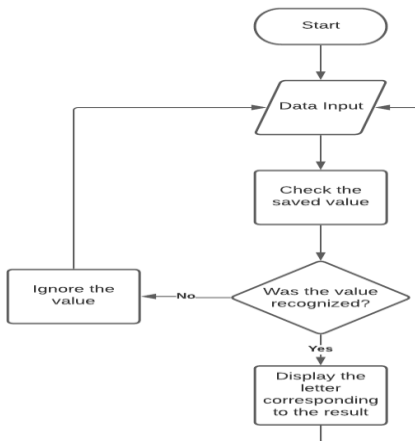 Start
Data Input
Check the
saved value
Was the value
recognized?
No
Ignore the
value
Yes
Display the
letter
corresponding
to the result